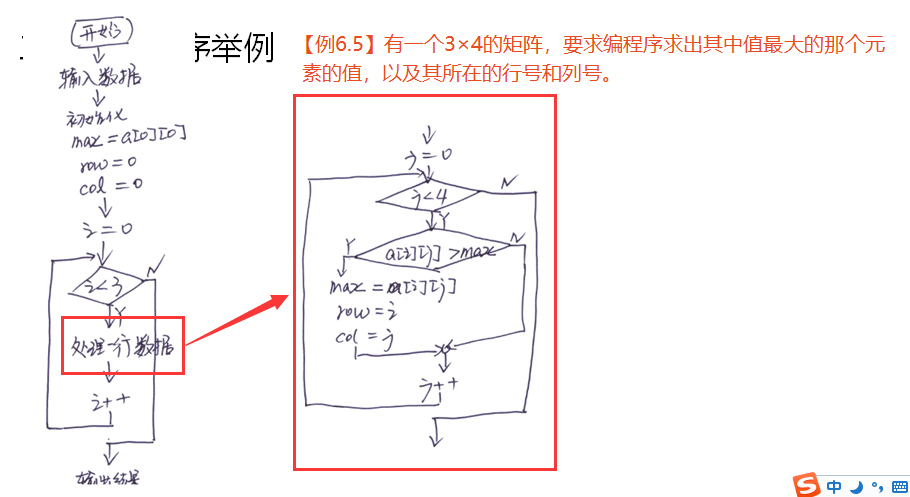 序举例
【例6.5】有一个3×4的矩阵，要求编程序求出其中值最大的那个元
素的值，以及其所在的行号和列号。
开始
输入数据
初始化
max=a[0][0]
row=0
col=0
i=0
i<3
N
Y
处理一行数据
i++
输出结果
j=0
j<4
N
Y
a[i][j]>max
Y
N
max=a[i][j]
row=i
col=j
j++
S
中